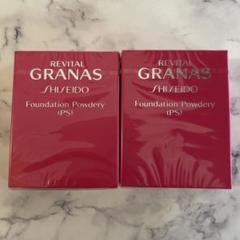 REVITAL
GRANAS
SHISEIDO
Foundation Powdery
(PS)
REVITAL
GRANAS
SHISEIDO
Foundation Powdery
(PS)